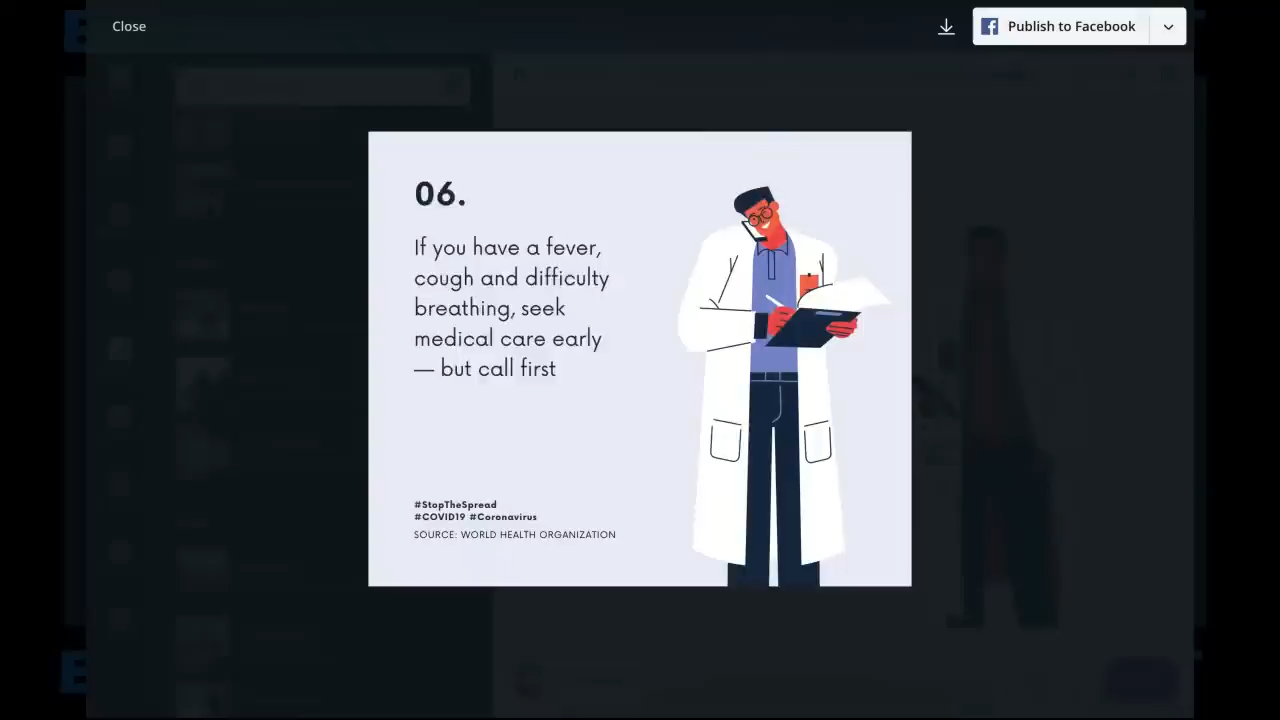 Close
Publish to Facebook
06.
If you have a fever,
cough and difficulty
breathing, seek
medical care early
— but call first
#StopTheSpread
#COVID19 #Coronavirus
SOURCE: WORLD HEALTH ORGANIZATION